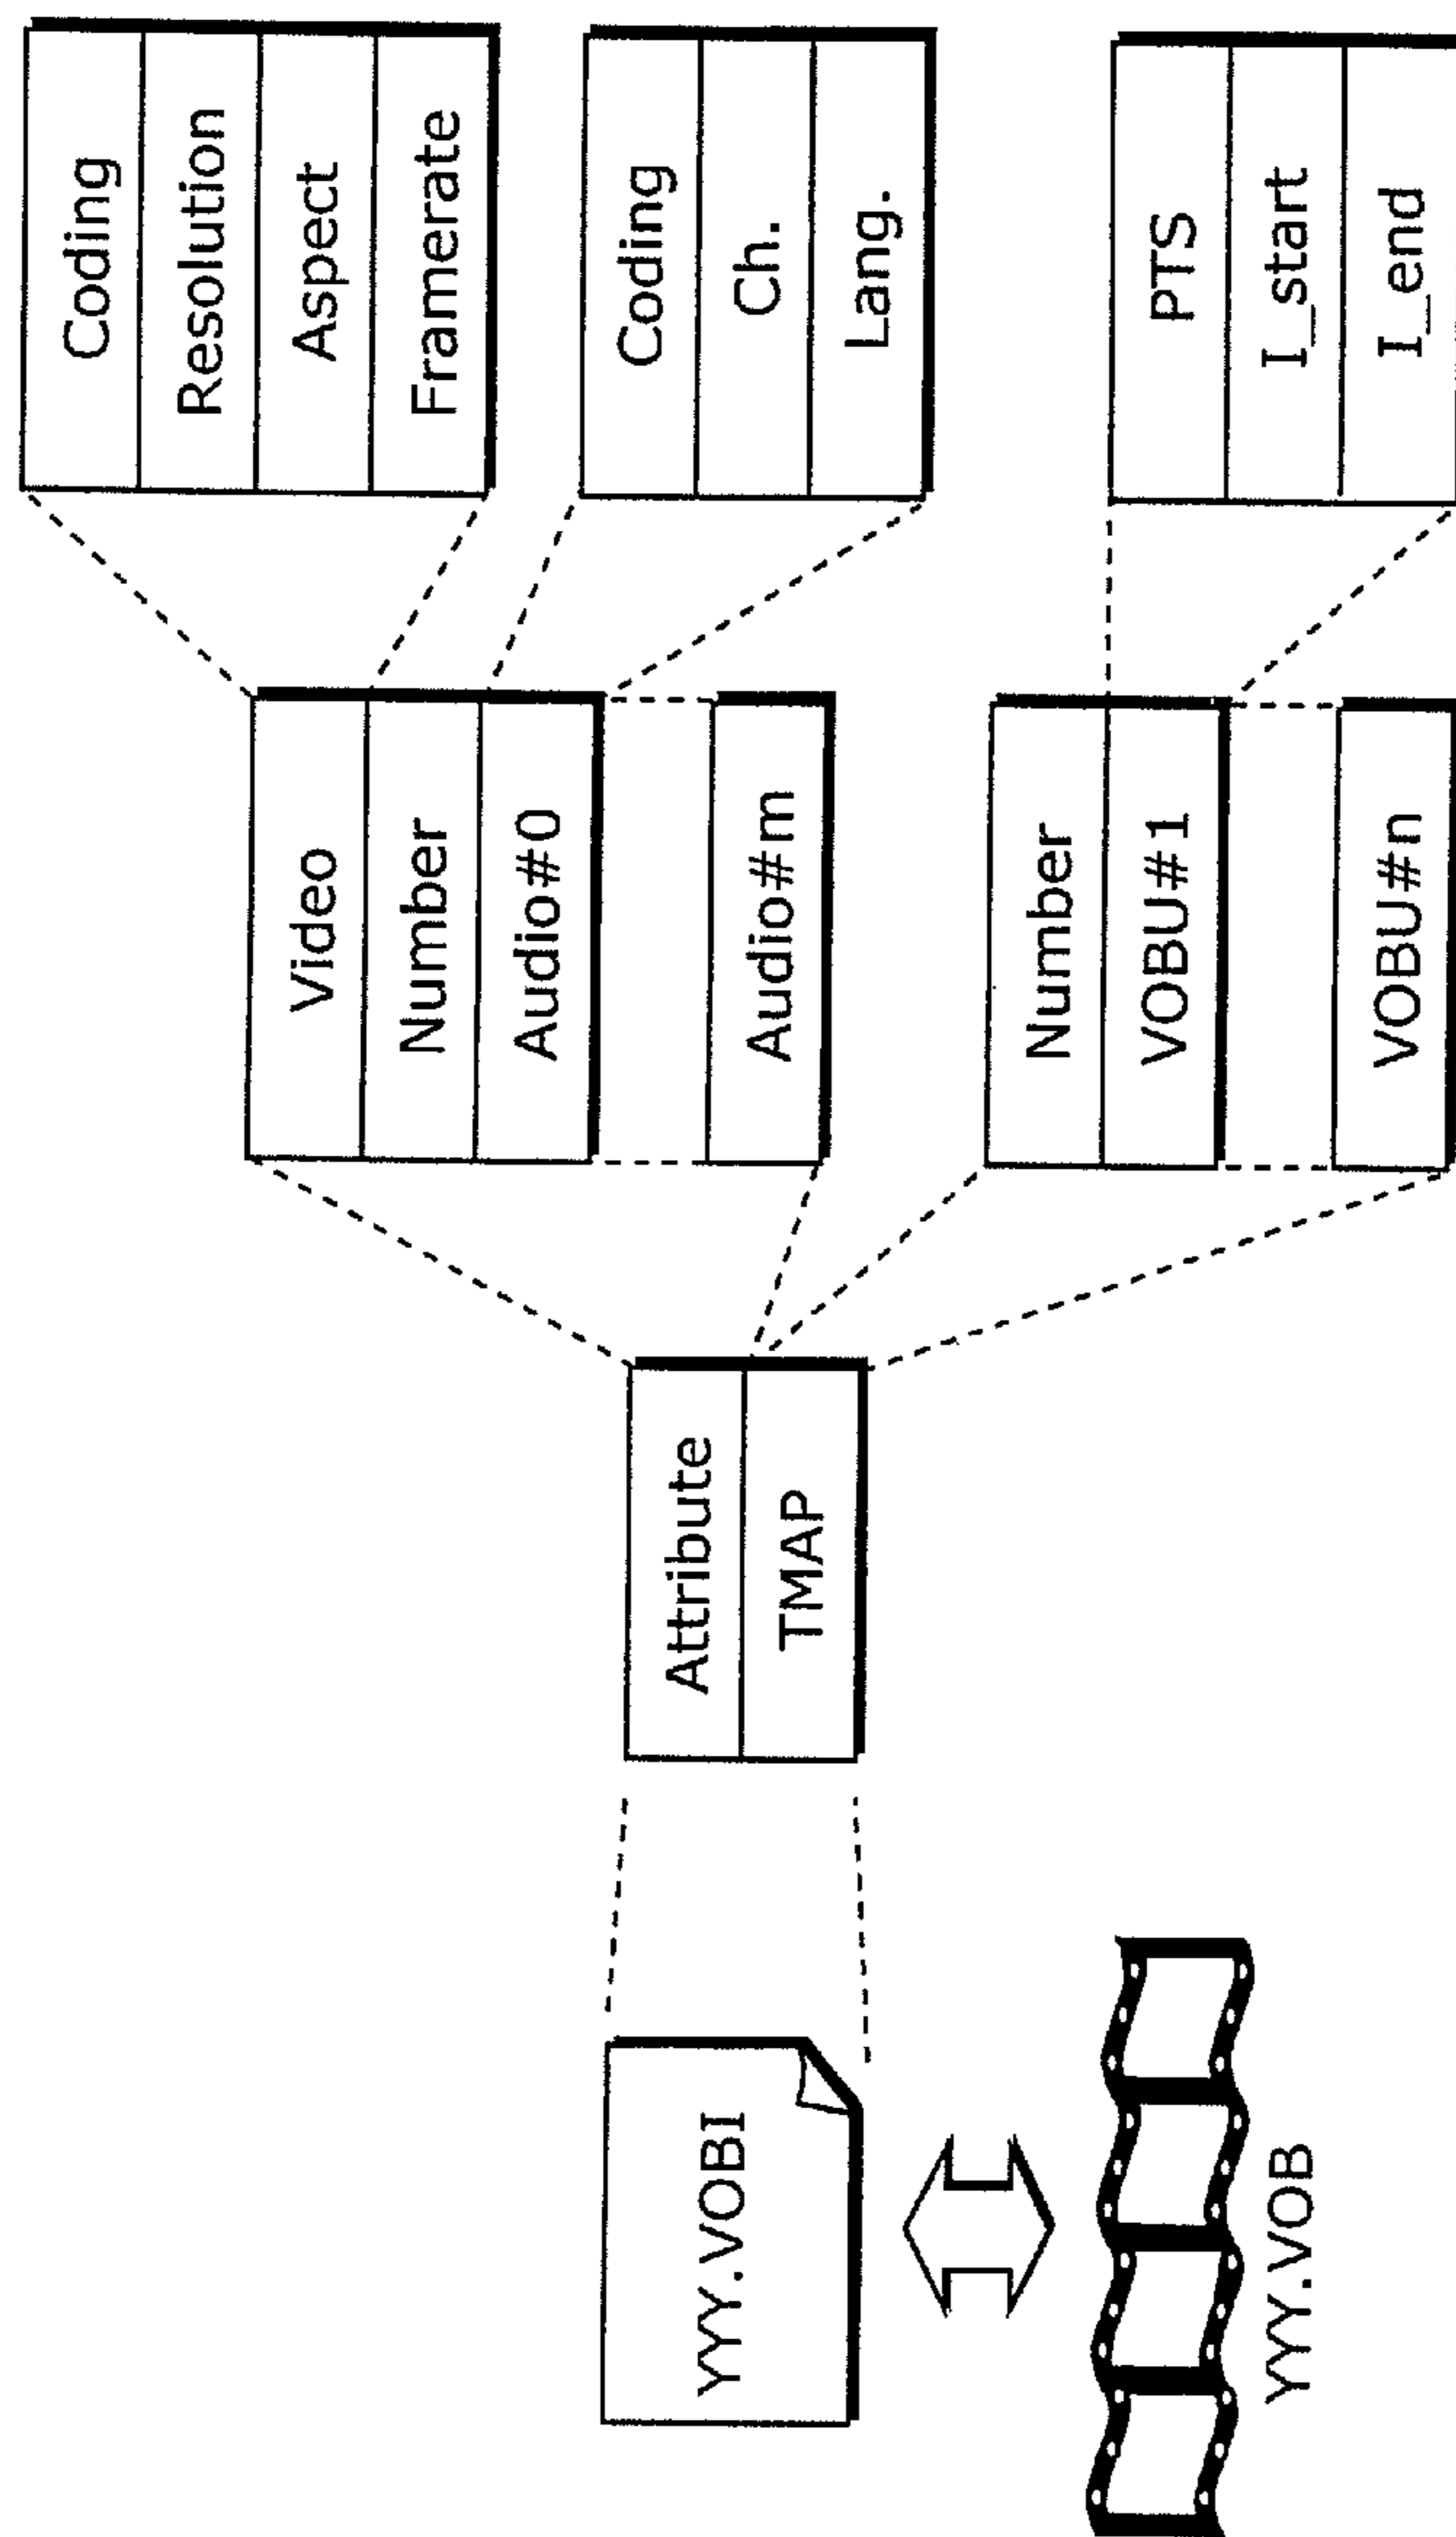 YYY.VOBI
YYY.VOB
Attribute
TMAP
Video
Number
Audio#0
Audio#m
Number
VOBU#1
VOBU#n
Coding
Resolution
Aspect
Framerate
Coding
Ch.
Lang.
PTS
I_start
I_end